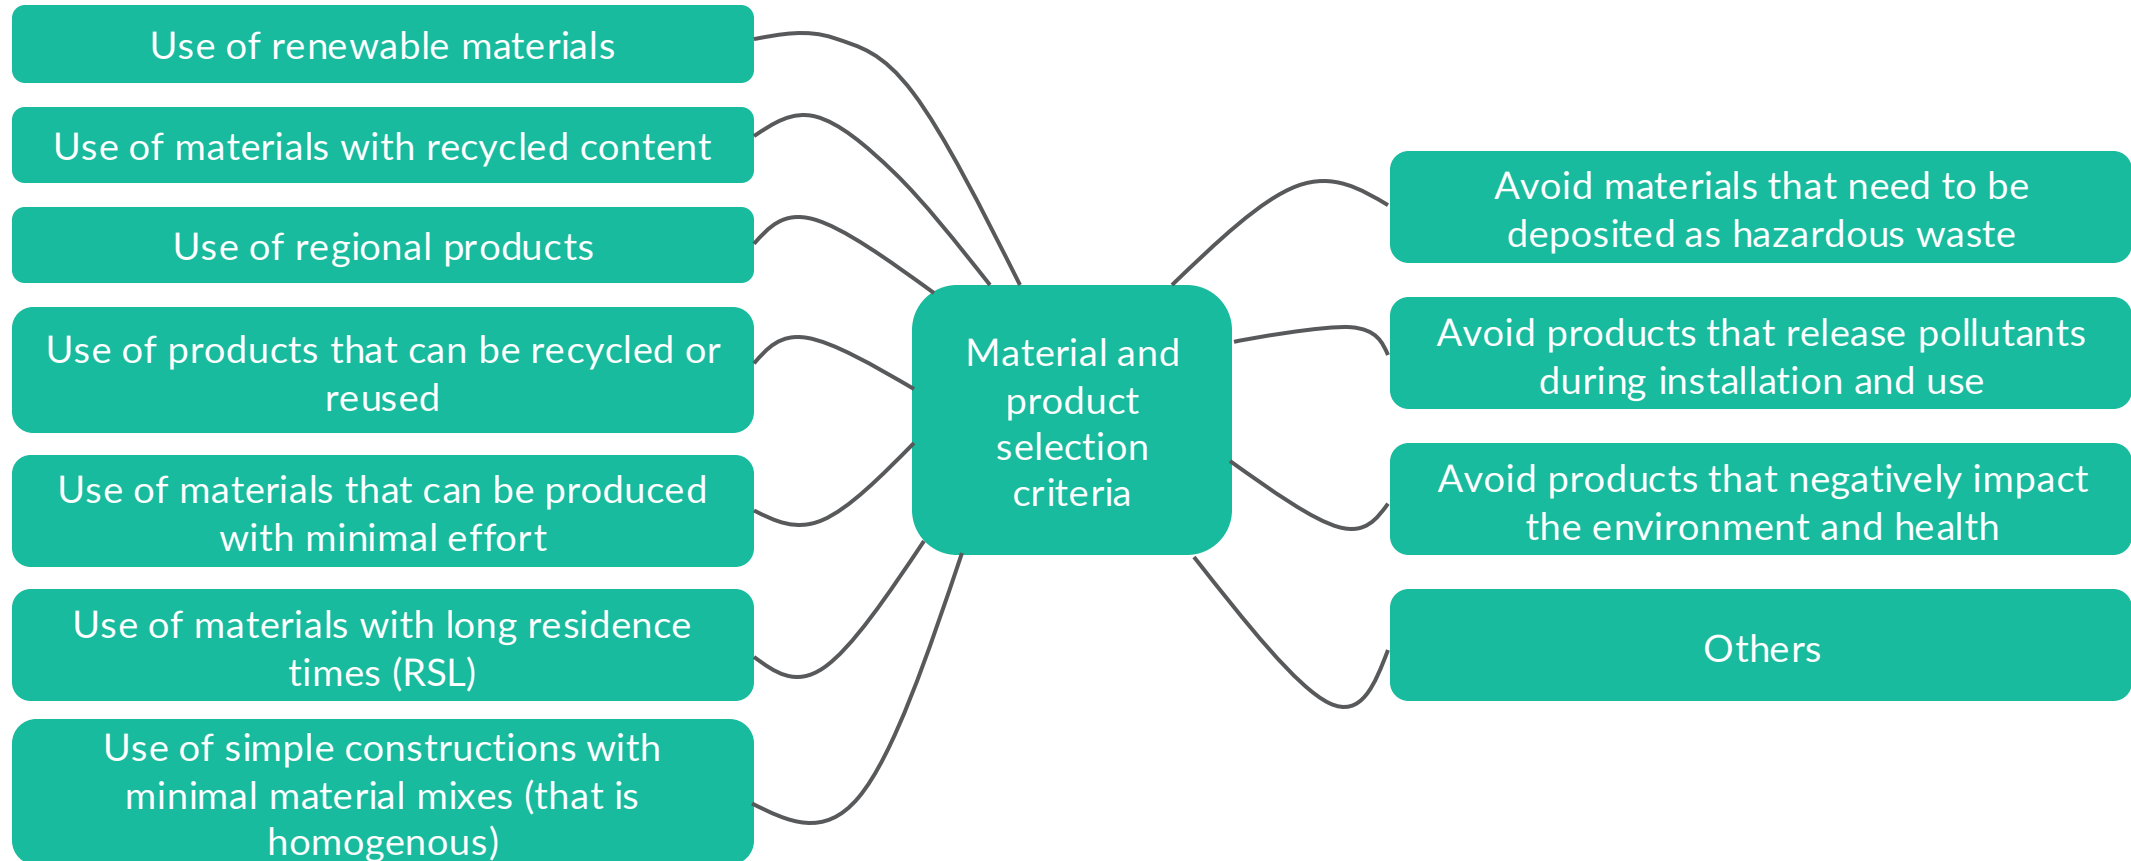 Use of renewable materials
Use of materials with recycled content
Use of regional products
Use of products that can be recycled or
reused
Use of materials that can be produced
with minimal effort
Use of materials with long residence
times (RSL)
Use of simple constructions with
minimal material mixes (that is
homogenous)
Material and
product
selection
criteria
Avoid materials that need to be
deposited as hazardous waste
Avoid products that release pollutants
during installation and use
Avoid products that negatively impact
the environment and health
Others